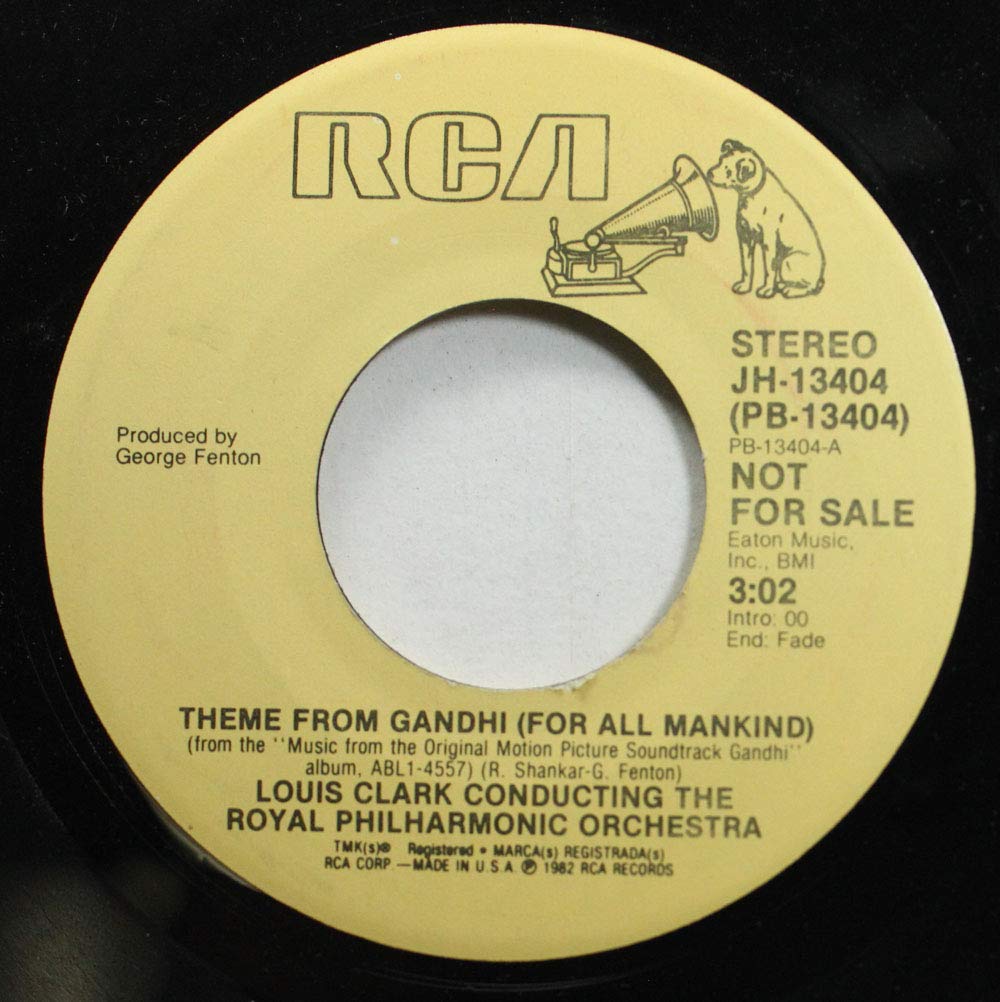 RCA
STEREO
JH-13404
(PB-13404)
PB-13404-A
NOT
FOR SALE
Eaton Music,
Inc., BMI
3:02
Intro: 00
End: Fade
Produced by
George Fenton
THEME FROM GANDHI (FOR ALL MANKIND)
(from the "Music from the Original Motion Picture Soundtrack Gandhi"
album, ABL1-4557) (R. Shankar-G. Fenton)
LOUIS CLARK CONDUCTING THE
ROYAL PHILHARMONIC ORCHESTRA
TMK(s)® Registered • MARCA(s) REGISTRADA(s)
RCA CORP.—MADE IN U.S.A. ℗ 1982 RCA RECORDS